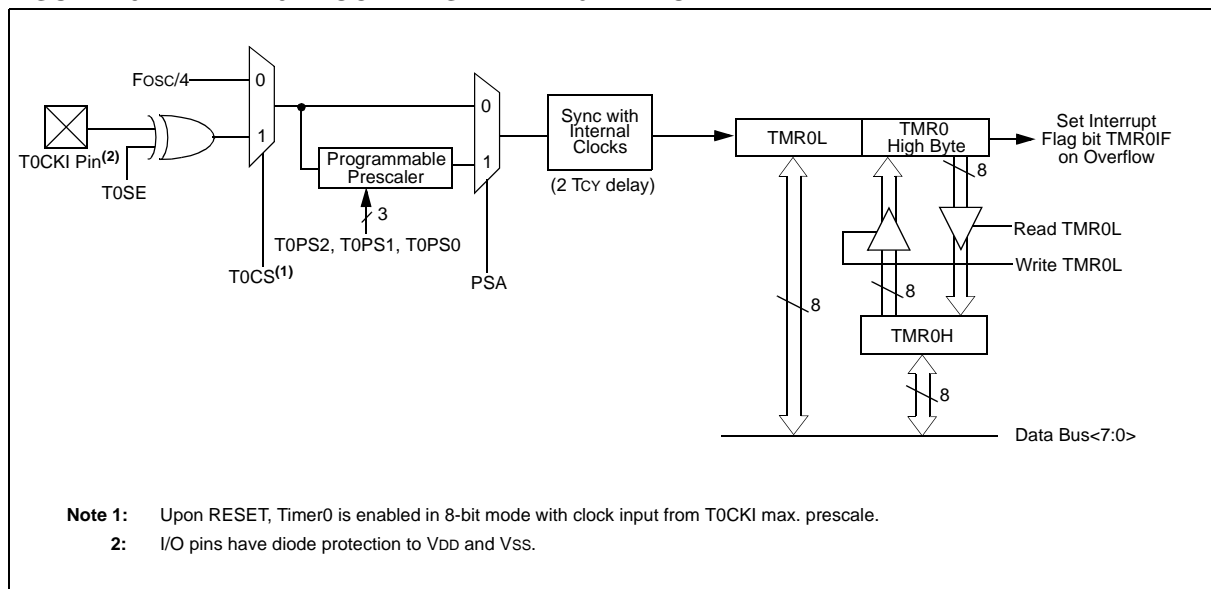 FOSC/4
0
1
T0CKI Pin(2)
T0SE
T0CS(1)
Programmable
Prescaler
3
T0PS2, T0PS1, T0PS0
0
1
PSA
Sync with
Internal
Clocks
(2 TCY delay)
TMR0L
TMR0
High Byte
Set Interrupt
Flag bit TMR0IF
on Overflow
8
Read TMR0L
Write TMR0L
8
8
TMR0H
8
Data Bus<7:0>
Note 1: Upon RESET, Timer0 is enabled in 8-bit mode with clock input from T0CKI max. prescale.
2: I/O pins have diode protection to VDD and VSS.